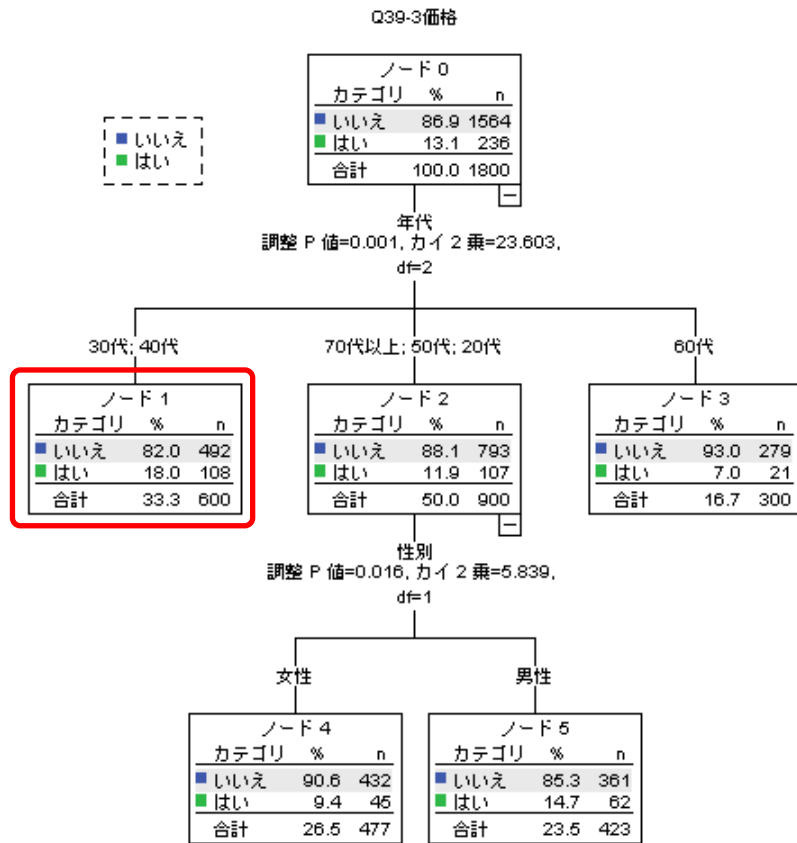 Q39-3価格
ノード 0
カテゴリ % n
いいえ 86.9 1564
はい 13.1 236
合計 100.0 1800
いいえ
はい
年代
調整 P 値=0.001, カイ 2 乗=23.603,
df=2
30代; 40代
70代以上; 50代; 20代
60代
ノード 1
カテゴリ % n
いいえ 82.0 492
はい 18.0 108
合計 33.3 600
ノード 2
カテゴリ % n
いいえ 88.1 793
はい 11.9 107
合計 50.0 900
ノード 3
カテゴリ % n
いいえ 93.0 279
はい 7.0 21
合計 16.7 300
性別
調整 P 値=0.016, カイ 2 乗=5.839,
df=1
女性
男性
ノード 4
カテゴリ % n
いいえ 90.6 432
はい 9.4 45
合計 26.5 477
ノード 5
カテゴリ % n
いいえ 85.3 361
はい 14.7 62
合計 23.5 423